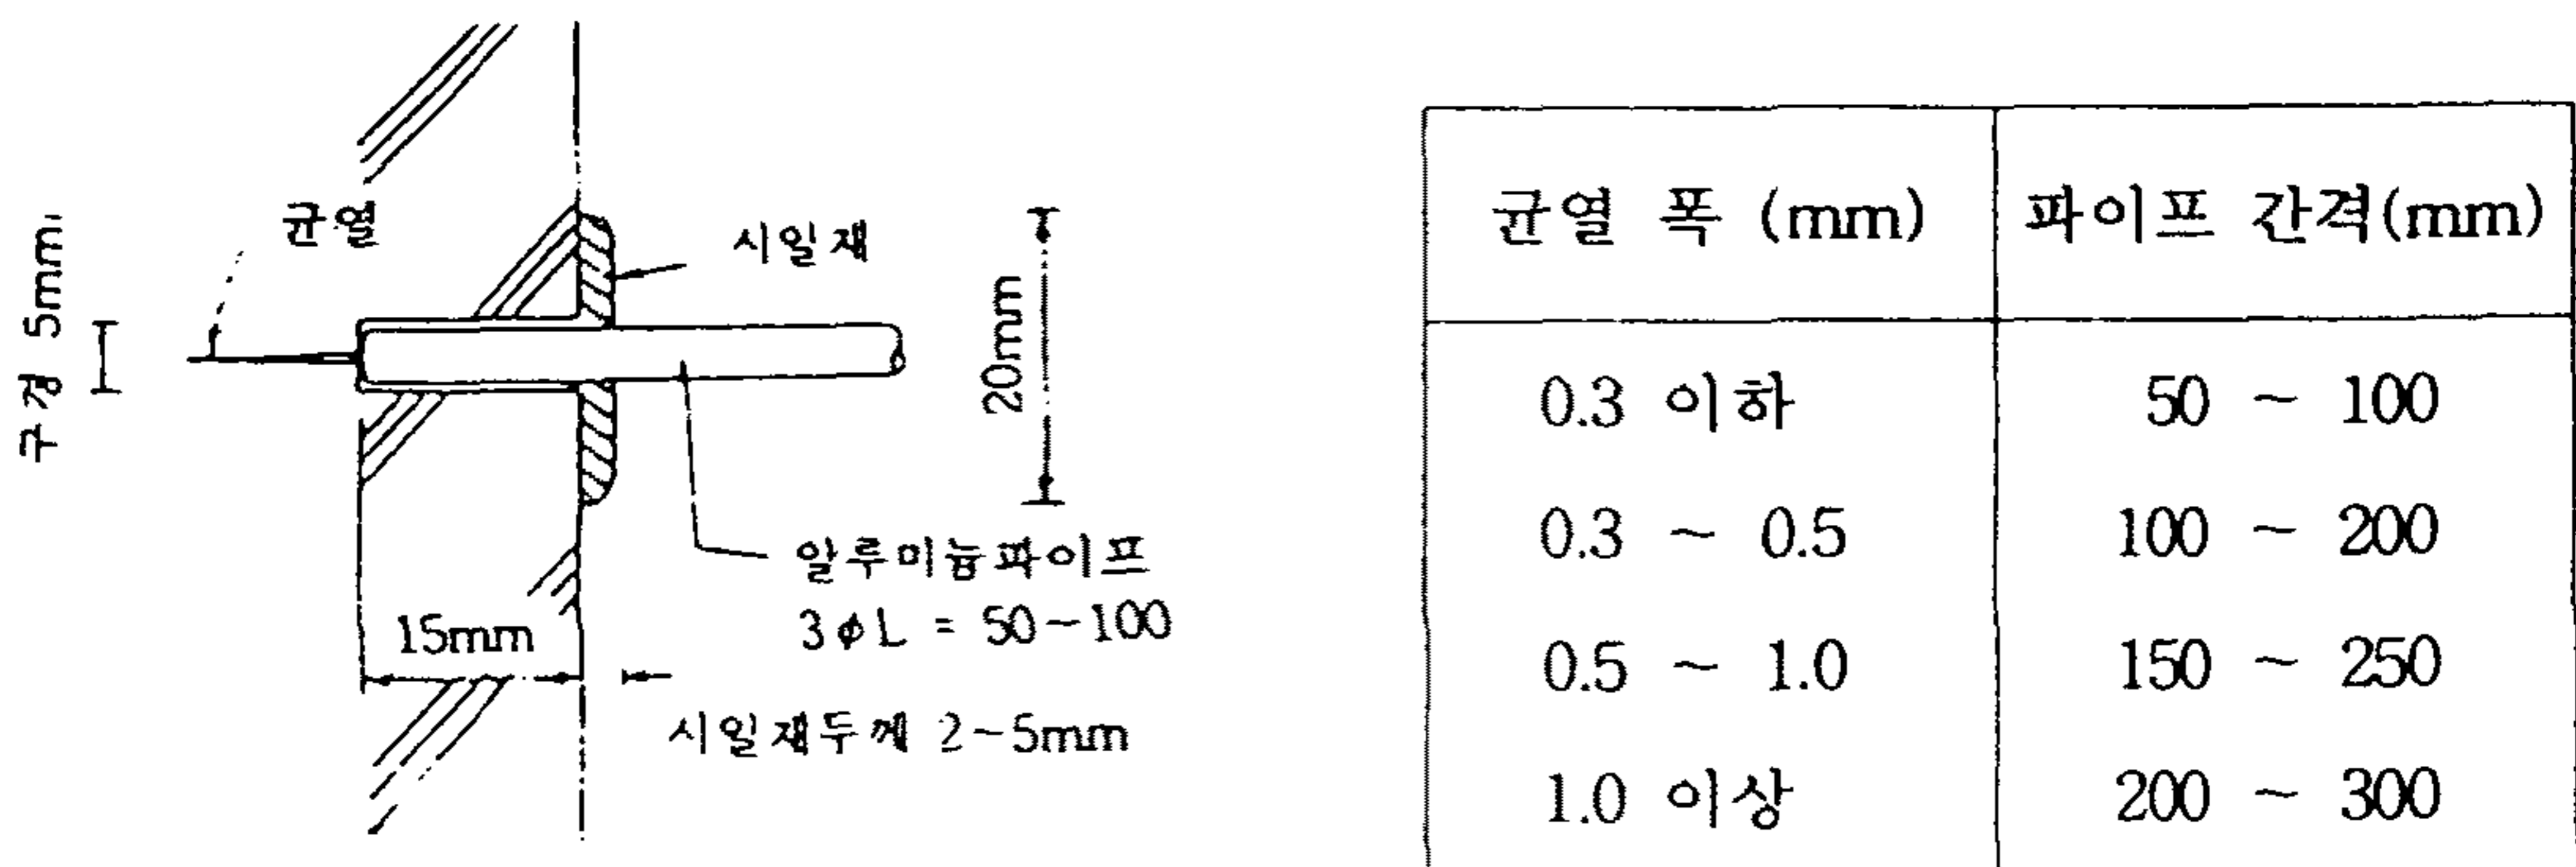 구경 5mm
균열
시일재
20mm
알루미늄파이프
3φL = 50~100
15mm
시일재두께 2~5mm
균열 폭 (mm) 파이프 간격(mm)
0.3 이하 50 ~ 100
0.3 ~ 0.5 100 ~ 200
0.5 ~ 1.0 150 ~ 250
1.0 이상 200 ~ 300